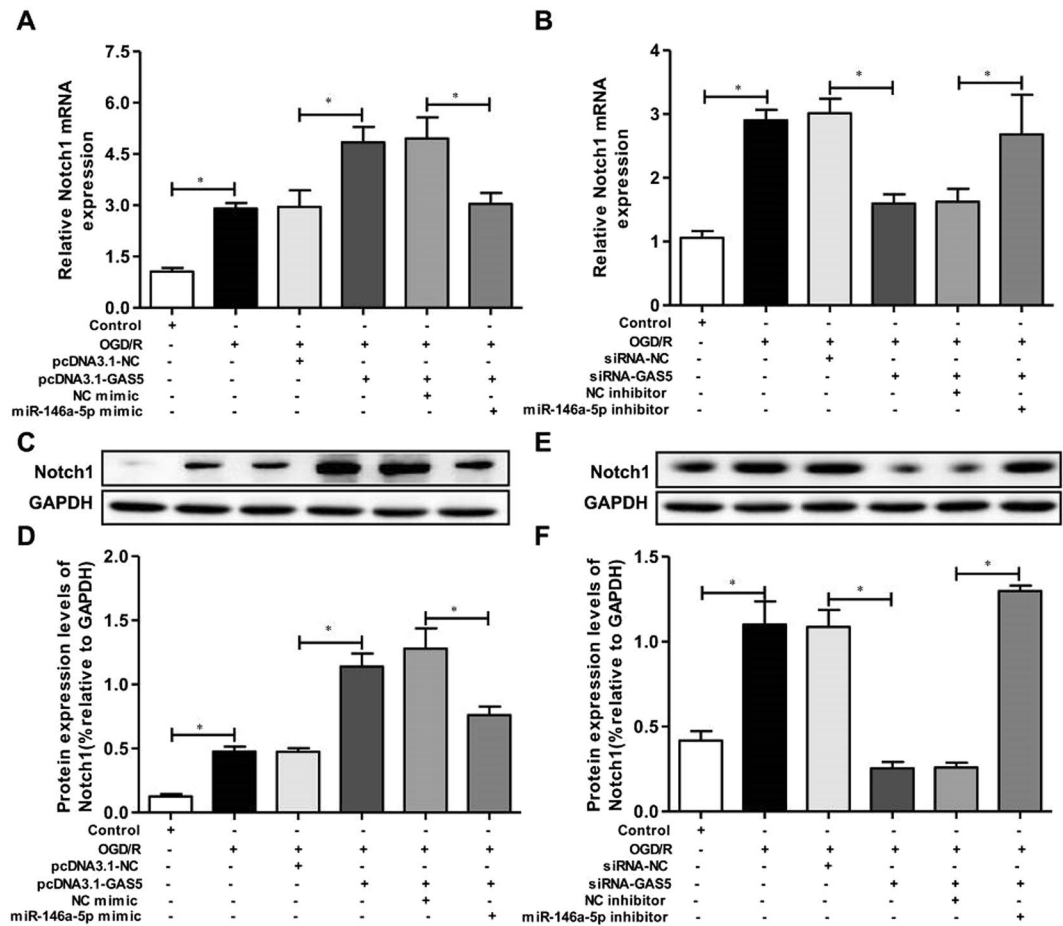 A
Relative Notch1 mRNA
expression
7.5
6.0
4.5
3.0
1.5
0.0
*
*
*
Control + - - - - -
OGD/R - + + + + +
pcDNA3.1-NC - - + - - -
pcDNA3.1-GAS5 - - - + + +
NC mimic - - - - + -
miR-146a-5p mimic - - - - - +
B
Relative Notch1 mRNA
expression
4
3
2
1
0
*
*
*
Control + - - - - -
OGD/R - + + + + +
siRNA-NC - - + - - -
siRNA-GAS5 - - - + + +
NC inhibitor - - - - + -
miR-146a-5p inhibitor - - - - - +
C
Notch1
GAPDH
E
Notch1
GAPDH
D
Protein expression levels of
Notch1(% relative to GAPDH)
2.0
1.5
1.0
0.5
0.0
*
*
*
Control + - - - - -
OGD/R - + + + + +
pcDNA3.1-NC - - + - - -
pcDNA3.1-GAS5 - - - + + +
NC mimic - - - - + -
miR-146a-5p mimic - - - - - +
F
Protein expression levels of
Notch1(% relative to GAPDH)
1.5
1.0
0.5
0.0
*
*
*
Control + - - - - -
OGD/R - + + + + +
siRNA-NC - - + - - -
siRNA-GAS5 - - - + + +
NC inhibitor - - - - + -
miR-146a-5p inhibitor - - - - - +